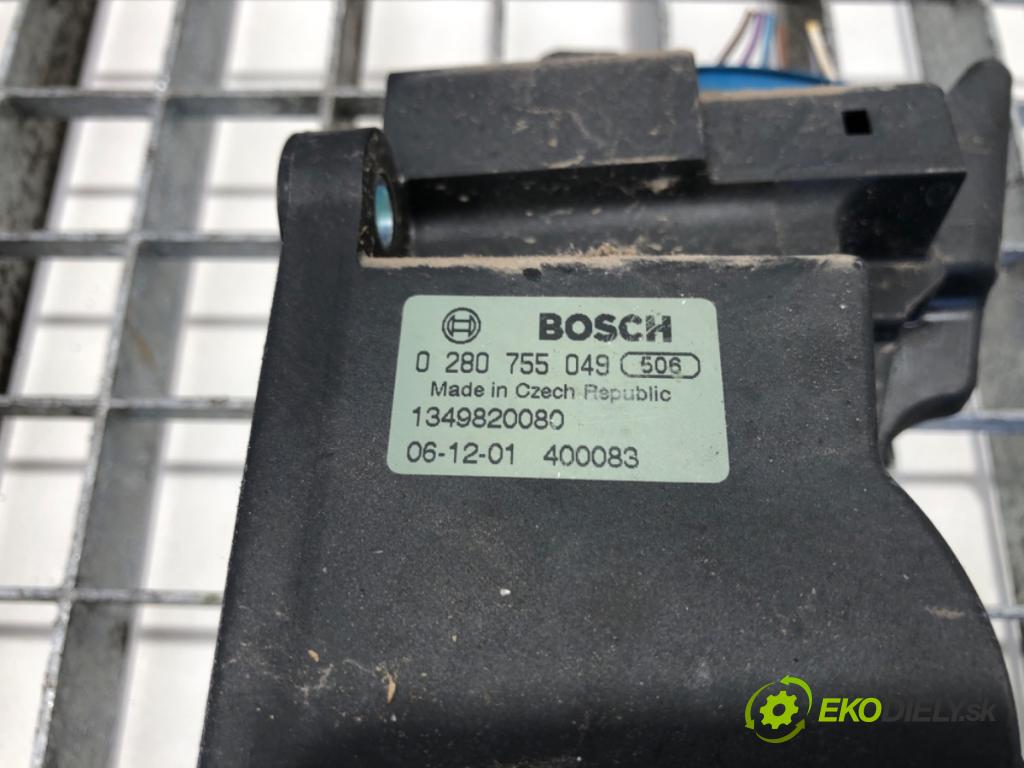 BOSCH
0 280 755 049 506
Made in Czech Republic
1349820080
06-12-01 400083
EKODIELY.sk